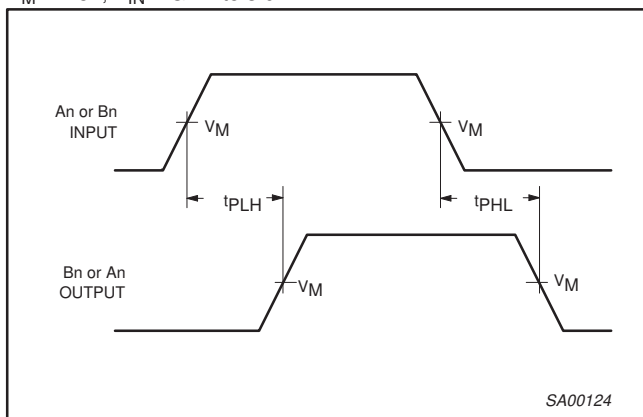 An or Bn
INPUT
VM
VM
tPLH
tPHL
Bn or An
OUTPUT
VM
VM
SA00124